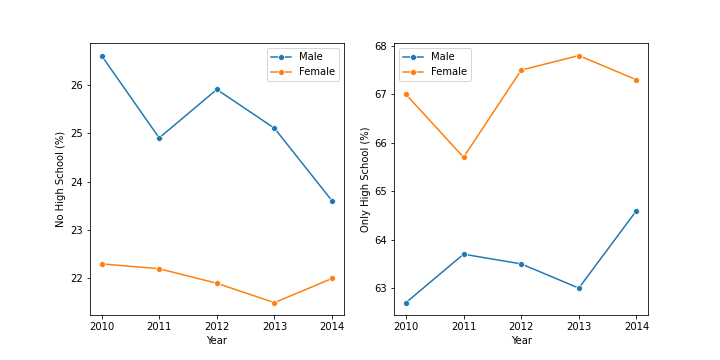 Male
Female
26
25
24
23
22
No High School (%)
2010 2011 2012 2013 2014
Year
Male
Female
68
67
66
65
64
63
Only High School (%)
2010 2011 2012 2013 2014
Year